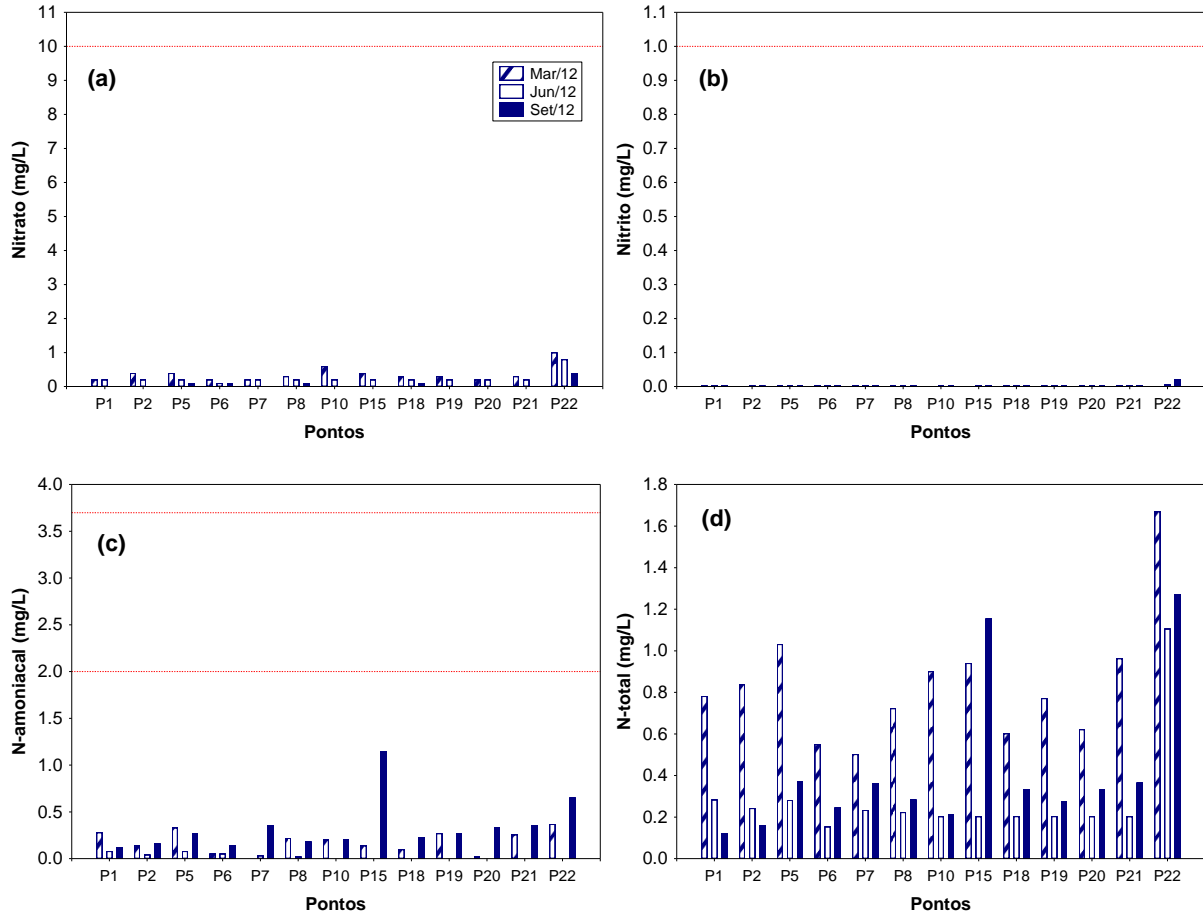 11
10
9
8
7
6
5
4
3
2
1
0
Nitrato (mg/L)
(a)
Mar/12
Jun/12
Set/12
P1 P2 P5 P6 P7 P8 P10 P15 P18 P19 P20 P21 P22
Pontos
1.1
1.0
0.9
0.8
0.7
0.6
0.5
0.4
0.3
0.2
0.1
0.0
Nitrito (mg/L)
(b)
P1 P2 P5 P6 P7 P8 P10 P15 P18 P19 P20 P21 P22
Pontos
4.0
3.5
3.0
2.5
2.0
1.5
1.0
0.5
0.0
N-amoniacal (mg/L)
(c)
P1 P2 P5 P6 P7 P8 P10 P15 P18 P19 P20 P21 P22
Pontos
1.8
1.6
1.4
1.2
1.0
0.8
0.6
0.4
0.2
0.0
N-total (mg/L)
(d)
P1 P2 P5 P6 P7 P8 P10 P15 P18 P19 P20 P21 P22
Pontos